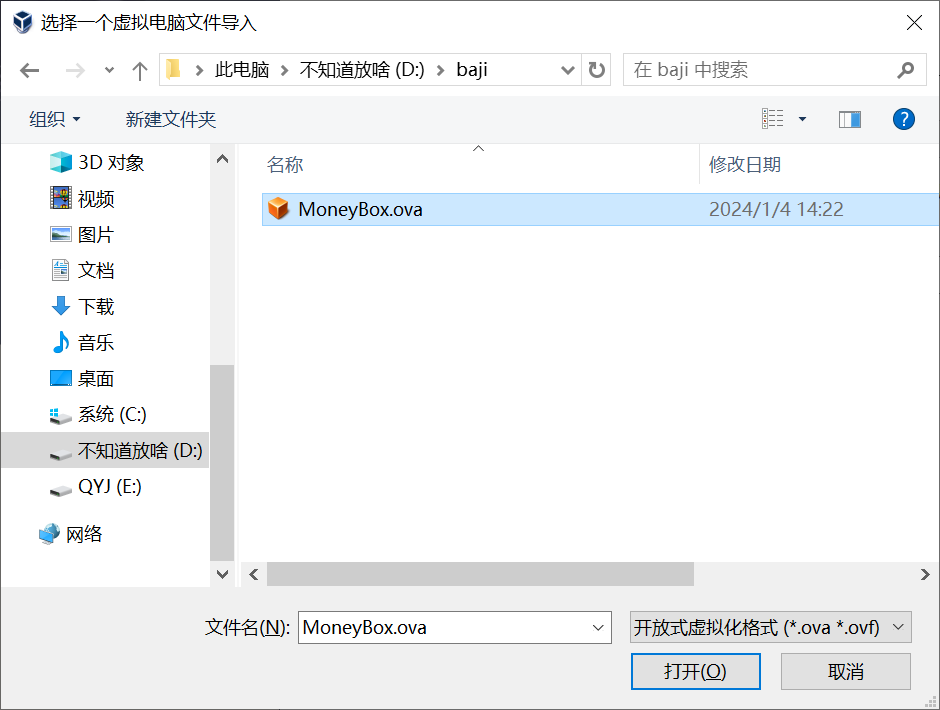 选择一个虚拟电脑文件导入
此电脑 不知道放啥 (D:) baji
在 baji 中搜索
组织 新建文件夹
名称 修改日期
MoneyBox.ova 2024/1/4 14:22
3D 对象
视频
图片
文档
下载
音乐
桌面
系统 (C:)
不知道放啥 (D:)
QYJ (E:)
网络
文件名(N): MoneyBox.ova 开放式虚拟化格式 (*.ova *.ovf)
打开(O) 取消